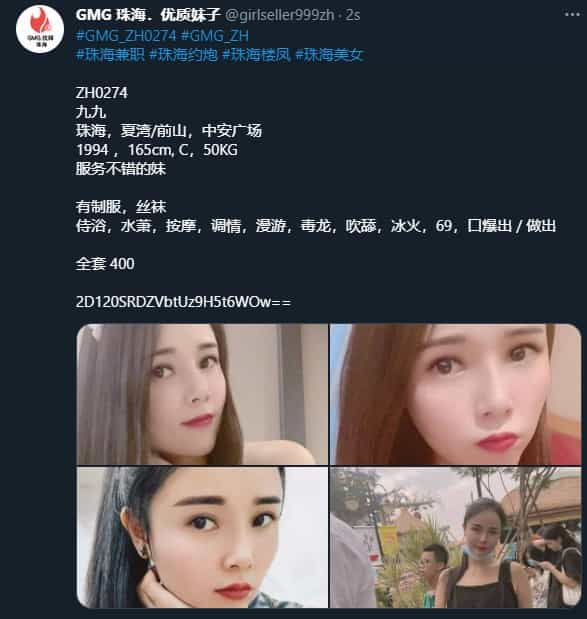 GMG 珠海．优质妹子 @girlseller999zh · 2s
GMG
珠海
#GMG_ZH0274 #GMG_ZH
#珠海兼职 #珠海约炮 #珠海楼凤 #珠海美女
ZH0274
九九
珠海，夏湾/前山，中安广场
1994 ，165cm, C，50KG
服务不错的妹
有制服，丝袜
侍浴，水萧，按摩，调情，漫游，毒龙，吹舔，冰火，69，口爆出 / 做出
全套 400
2D120SRDZVbtUz9H5t6WOw==